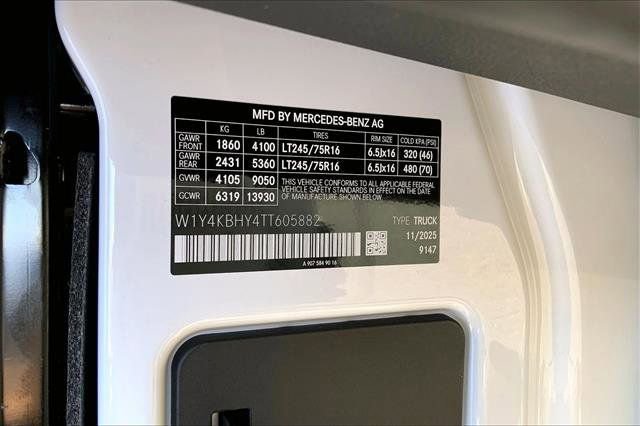 MFD BY MERCEDES-BENZ AG
KG LB TIRES RIM SIZE COLD KPA (PSI)
GAWR FRONT 1860 4100 LT245/75R16 6.5Jx16 320 (46)
GAWR REAR 2431 5360 LT245/75R16 6.5Jx16 480 (70)
GVWR 4105 9050 THIS VEHICLE CONFORMS TO ALL APPLICABLE
GCWR 6319 13930 FEDERAL MOTOR VEHICLE SAFETY STANDARDS IN EFFECT
ON THE DATE OF MANUFACTURE SHOWN ABOVE.
W1Y4KBHY4TT605882 TYPE: TRUCK
11/2025
9147
A 907 584 90 16